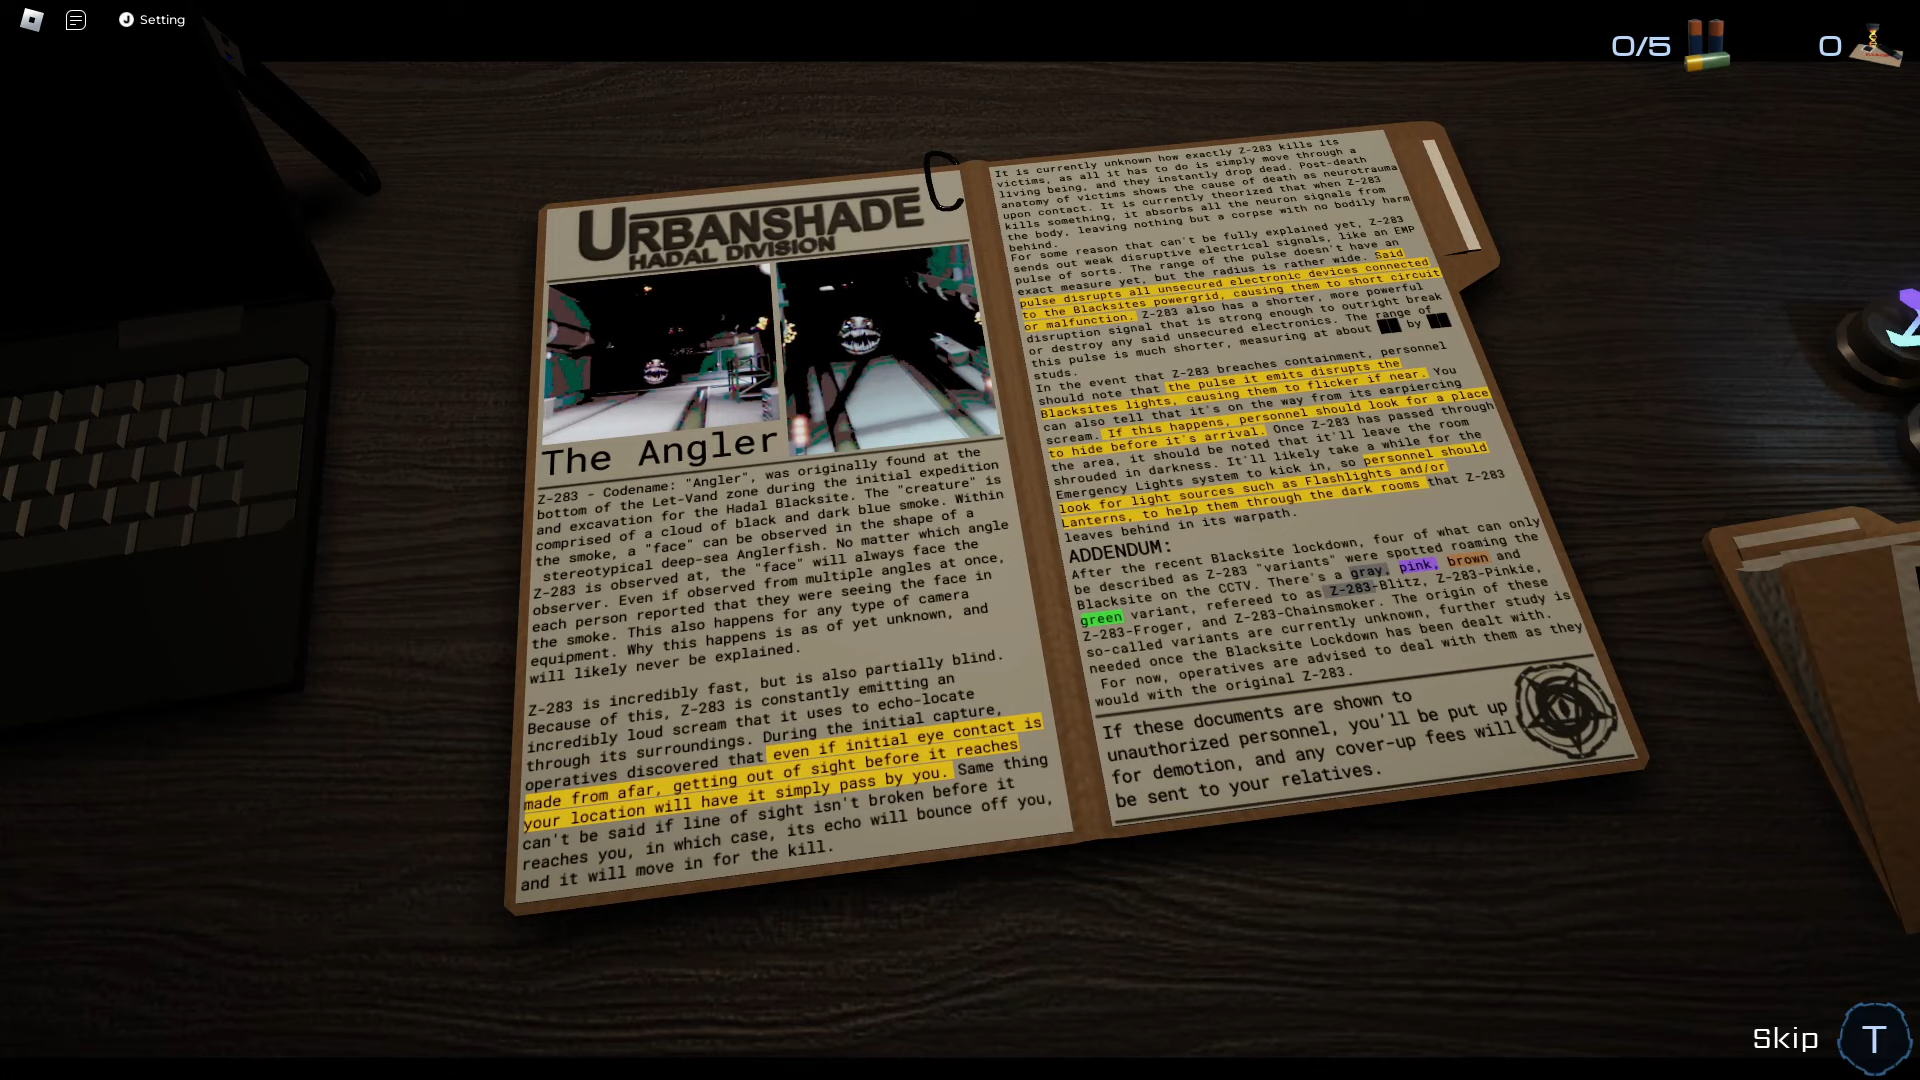 Setting
0/5
0
URBANSHADE
HADAL DIVISION
The Angler
Z-283 - Codename: "Angler", was originally found at the
bottom of the Let-Vand zone during the initial expedition
and excavation for the Hadal Blacksite. The "creature" is
comprised of a cloud of black and dark blue smoke. Within
the smoke, a "face" can be observed in the shape of a
stereotypical deep-sea Anglerfish. No matter which angle
Z-283 is observed at, the "face" will always face the
observer. Even if observed from multiple angles at once,
each person reported that they were seeing the face in
the smoke. This also happens for any type of camera
equipment. Why this happens is as of yet unknown, and
will likely never be explained.
Z-283 is incredibly fast, but is also partially blind.
Because of this, Z-283 is constantly emitting an
incredibly loud scream that it uses to echo-locate
through its surroundings. During the initial capture,
operatives discovered that even if initial eye contact is
made from afar, getting out of sight before it reaches
your location will have it simply pass by you. Same thing
can't be said if line of sight isn't broken before it
reaches you, in which case, its echo will bounce off you,
and it will move in for the kill.
It is currently unknown how exactly Z-283 kills its
victims, as all it has to do is simply move through a
living being, and they instantly drop dead. Post-death
anatomy of victims shows the cause of death as neurotrauma
upon contact. It is currently theorized that when Z-283
kills something, it absorbs all the neuron signals from
the body, leaving nothing but a corpse with no bodily harm
behind.
For some reason that can't be fully explained yet, Z-283
sends out weak disruptive electrical signals, like an EMP
pulse of sorts. The range of the pulse doesn't have an
exact measure yet, but the radius is rather wide. Said
pulse disrupts all unsecured electronic devices connected
to the Blacksites powergrid, causing them to short circuit
or malfunction. Z-283 also has a shorter, more powerful
disruption signal that is strong enough to outright break
or destroy any said unsecured electronics. The range of
this pulse is much shorter, measuring at about by
studs.
In the event that Z-283 breaches containment, personnel
should note that the pulse it emits disrupts the
Blacksites lights, causing them to flicker if near. You
can also tell that it's on the way from its earpiercing
scream. If this happens, personnel should look for a place
to hide before it's arrival. Once Z-283 has passed through
the area, it should be noted that it'll leave the room
shrouded in darkness. It'll likely take a while for the
Emergency Lights system to kick in, so personnel should
look for light sources such as Flashlights and/or
Lanterns, to help them through the dark rooms that Z-283
leaves behind in its warpath.
ADDENDUM:
After the recent Blacksite lockdown, four of what can only
be described as Z-283 "variants" were spotted roaming the
Blacksite on the CCTV. There's a gray, pink, brown and
green variant, refereed to as Z-283-Blitz, Z-283-Pinkie,
Z-283-Froger, and Z-283-Chainsmoker. The origin of these
so-called variants are currently unknown, further study is
needed once the Blacksite Lockdown has been dealt with.
For now, operatives are advised to deal with them as they
would with the original Z-283.
If these documents are shown to
unauthorized personnel, you'll be put up
for demotion, and any cover-up fees will
be sent to your relatives.
Skip
T